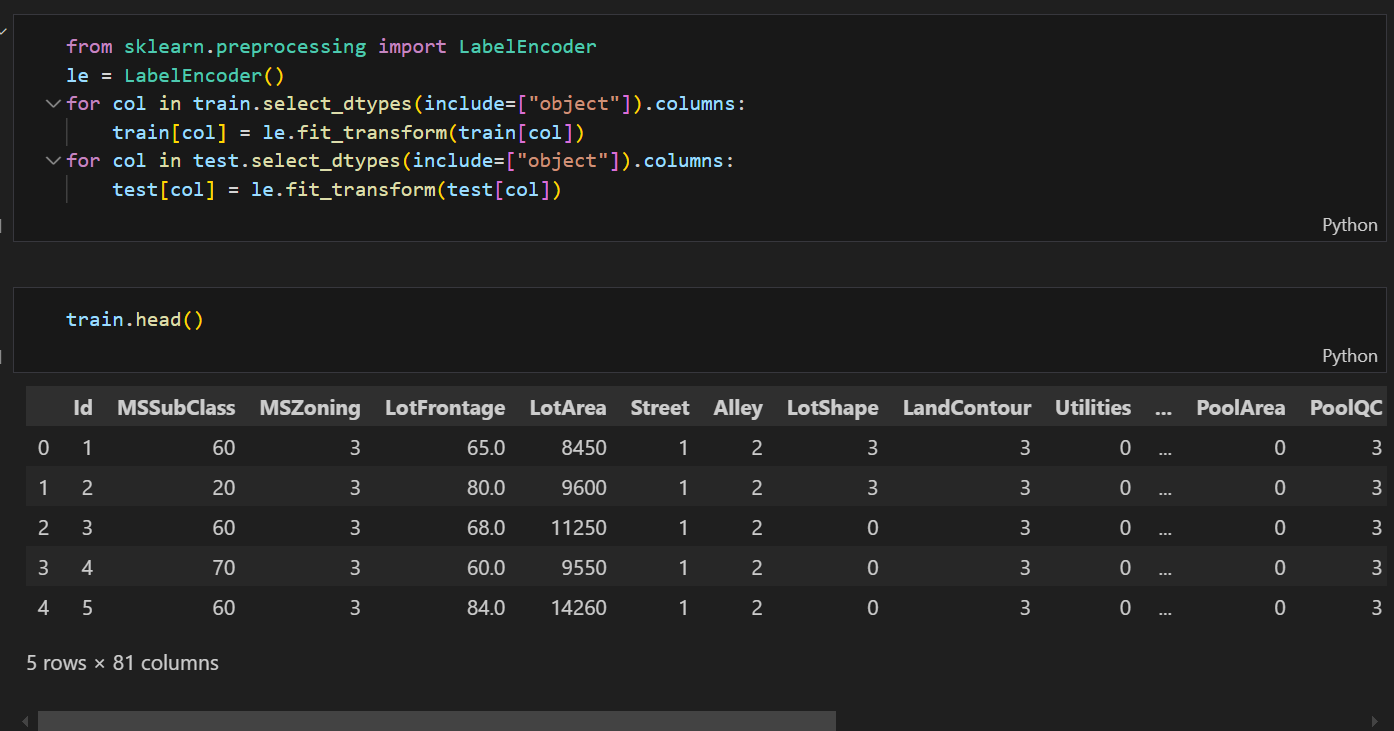 from sklearn.preprocessing import LabelEncoder
le = LabelEncoder()
for col in train.select_dtypes(include=["object"]).columns:
    train[col] = le.fit_transform(train[col])
for col in test.select_dtypes(include=["object"]).columns:
    test[col] = le.fit_transform(test[col])
Python
train.head()
Python
Id MSSubClass MSZoning LotFrontage LotArea Street Alley LotShape LandContour Utilities ... PoolArea PoolQC
0 1 60 3 65.0 8450 1 2 3 3 0 ... 0 3
1 2 20 3 80.0 9600 1 2 3 3 0 ... 0 3
2 3 60 3 68.0 11250 1 2 0 3 0 ... 0 3
3 4 70 3 60.0 9550 1 2 0 3 0 ... 0 3
4 5 60 3 84.0 14260 1 2 0 3 0 ... 0 3
5 rows × 81 columns